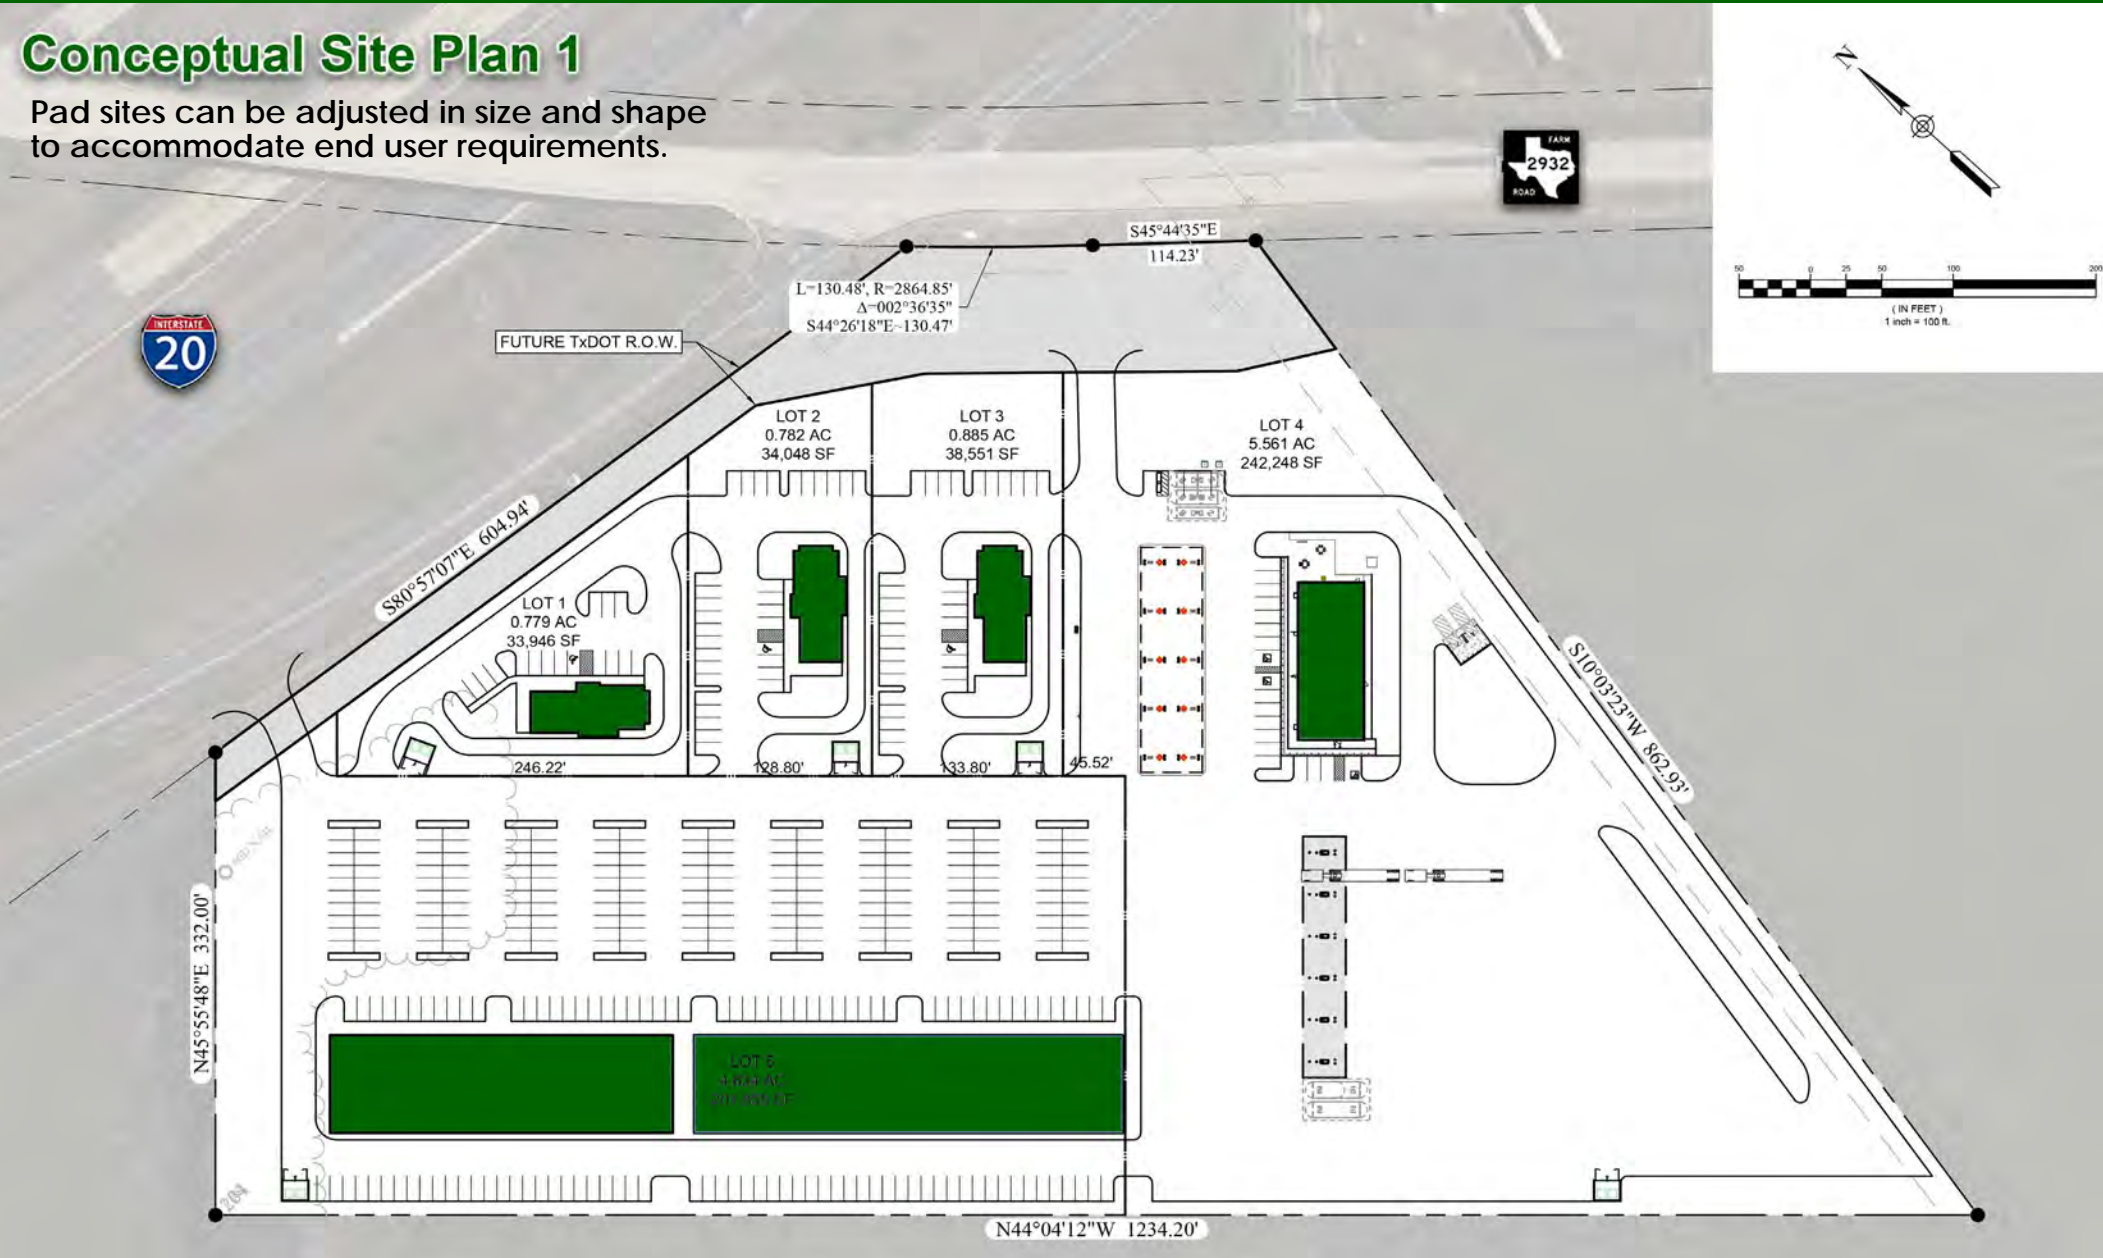 Conceptual Site Plan 1
Pad sites can be adjusted in size and shape
to accommodate end user requirements.
N
FARM
2932
ROAD
50 0 25 50 100 200
( IN FEET )
1 inch = 100 ft.
S45°44'35"E
114.23'
L=130.48', R=2864.85'
Δ=002°36'35"
S44°26'18"E~130.47'
INTERSTATE
20
FUTURE TxDOT R.O.W.
LOT 2
0.782 AC
34,048 SF
LOT 3
0.885 AC
38,551 SF
LOT 4
5.561 AC
242,248 SF
S80°57'07"E 604.94'
LOT 1
0.779 AC
33,946 SF
Tx
S10°03'23"W 862.93'
246.22'
128.80'
133.80'
45.52'
N45°55'48"E 332.00'
LOT
AC
SF
204
N44°04'12"W 1234.20'